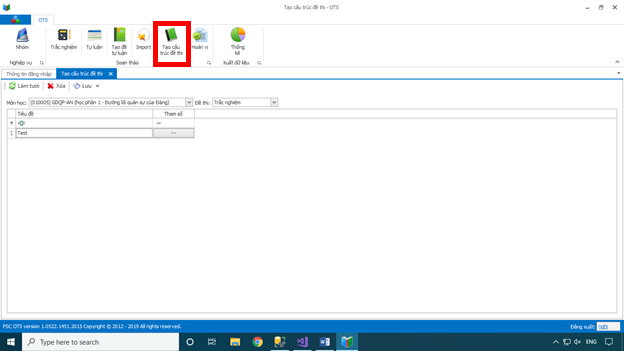 Tạo cấu trúc đề thi - OTS
OTS
Nhóm
Trắc nghiệm
Tự luận
Tạo đề
tự luận
Import
Tạo cấu
trúc đề thi
Hoán vị
Thống
kê
Nghiệp vụ
Soạn thảo
Xuất dữ liệu
Thông tin đăng nhập
Tạo cấu trúc đề thi
Làm tươi
Xóa
Lưu
Môn học: (D10003) GDQP-AN (học phần 1 - Đường lối quân sự của Đảng) Đề thi: Trắc nghiệm
Tiêu đề Tham số
Test ...
PSC OTS version 1.0522.1451.2015 Copyright © 2012 - 2019 All rights reserved.
Đăng xuất: nghi
Type here to search
ENG